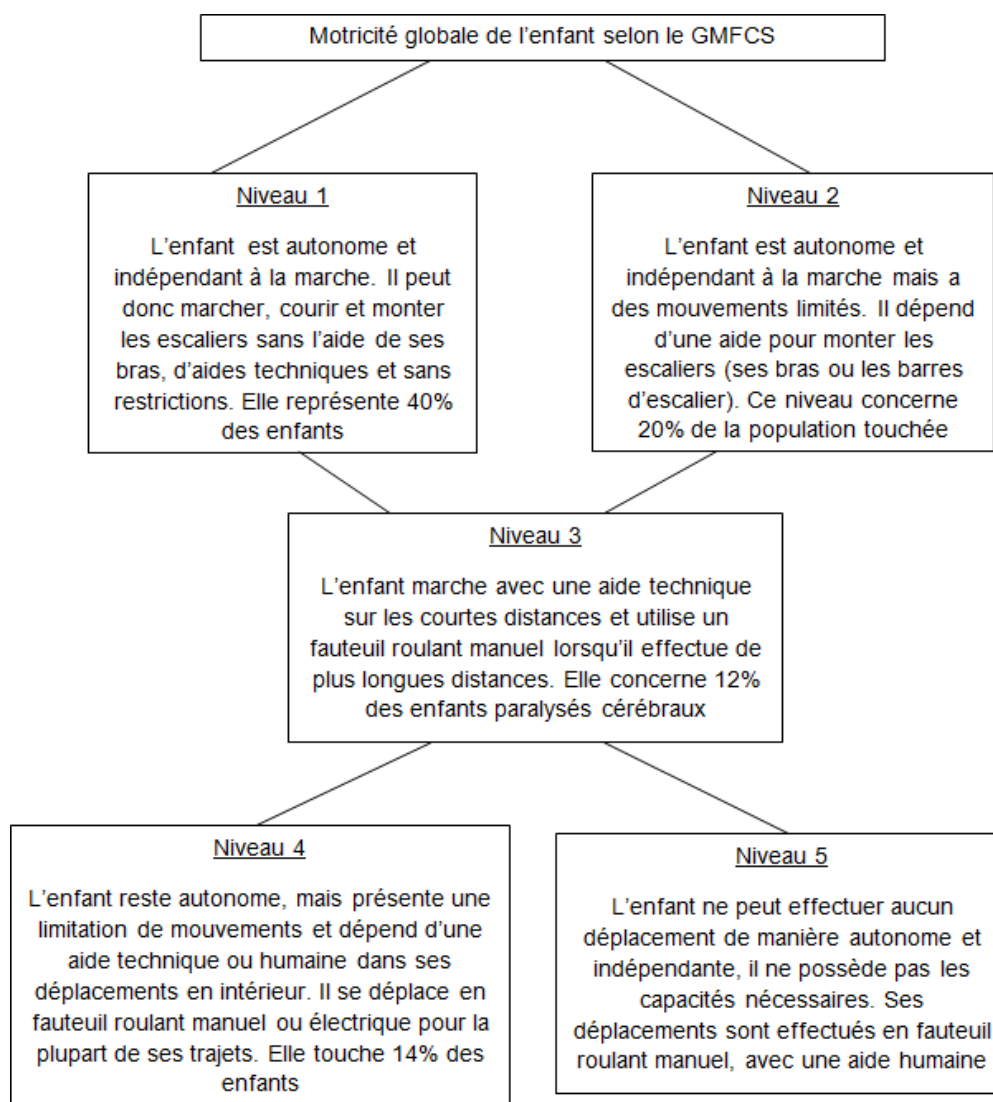 Motricité globale de l'enfant selon le GMFCS
Niveau 1
L'enfant est autonome et
indépendant à la marche. Il peut
donc marcher, courir et monter
les escaliers sans l'aide de ses
bras, d'aides techniques et sans
restrictions. Elle représente 40%
des enfants
Niveau 2
L'enfant est autonome et
indépendant à la marche mais a
des mouvements limités. Il dépend
d'une aide pour monter les
escaliers (ses bras ou les barres
d'escalier). Ce niveau concerne
20% de la population touchée
Niveau 3
L'enfant marche avec une aide technique
sur les courtes distances et utilise un
fauteuil roulant manuel lorsqu'il effectue de
plus longues distances. Elle concerne 12%
des enfants paralysés cérébraux
Niveau 4
L'enfant reste autonome, mais présente une
limitation de mouvements et dépend d'une
aide technique ou humaine dans ses
déplacements en intérieur. Il se déplace en
fauteuil roulant manuel ou électrique pour la
plupart de ses trajets. Elle touche 14% des
enfants
Niveau 5
L'enfant ne peut effectuer aucun
déplacement de manière autonome et
indépendante, il ne possède pas les
capacités nécessaires. Ses
déplacements sont effectués en fauteuil
roulant manuel, avec une aide humaine